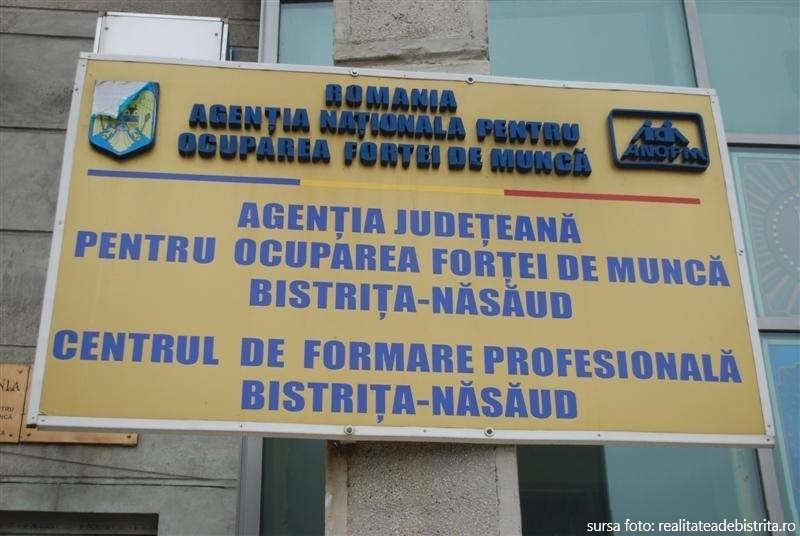 ROMANIA
AGENȚIA NAȚIONALA PENTRU
OCUPAREA FORȚEI DE MUNCĂ
ANOFM
AGENȚIA JUDEȚEANĂ
PENTRU OCUPAREA FORȚEI DE MUNCĂ
BISTRIȚA-NĂSĂUD
CENTRUL DE FORMARE PROFESIONALĂ
BISTRIȚA-NĂSĂUD
sursa foto: realitateadebistrita.ro